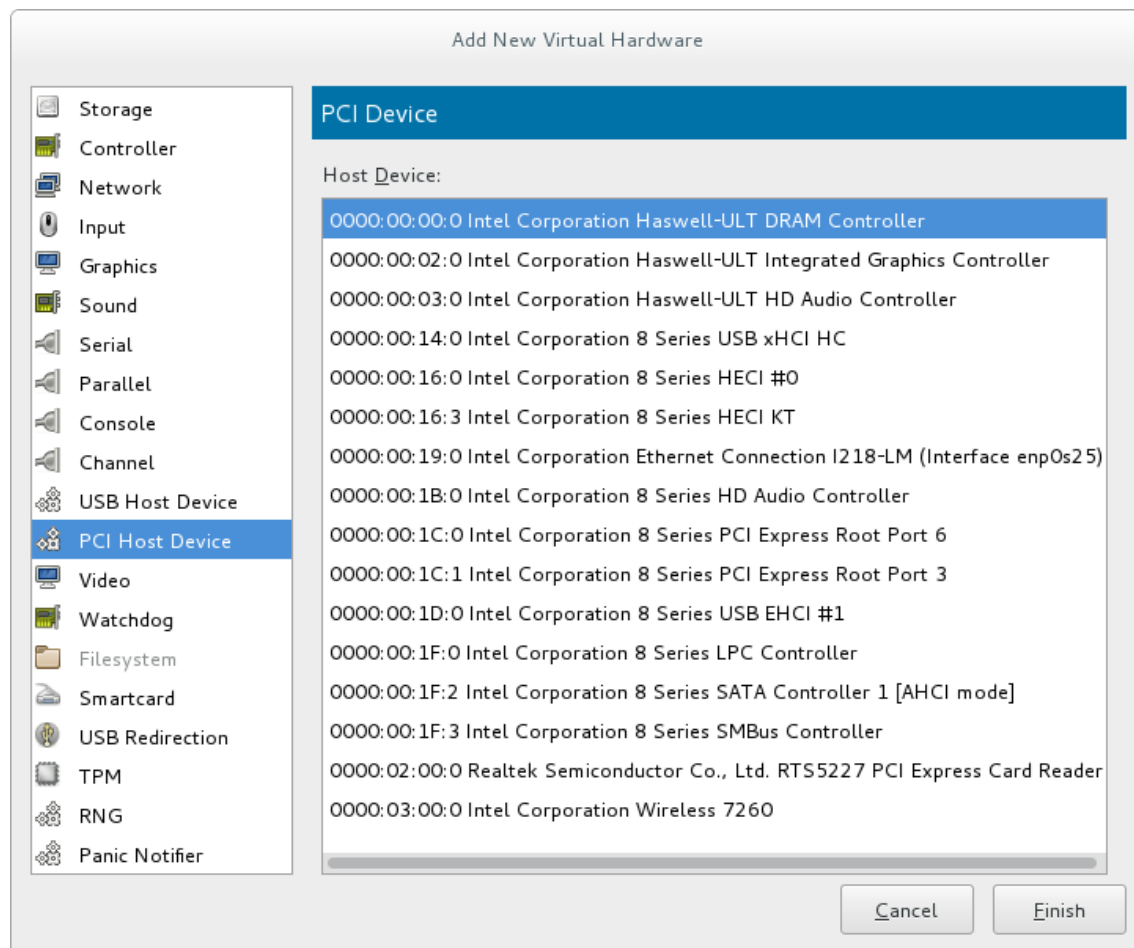 Add New Virtual Hardware
Storage
Controller
Network
Input
Graphics
Sound
Serial
Parallel
Console
Channel
USB Host Device
PCI Host Device
Video
Watchdog
Filesystem
Smartcard
USB Redirection
TPM
RNG
Panic Notifier
PCI Device
Host Device:
0000:00:00:0 Intel Corporation Haswell-ULT DRAM Controller
0000:00:02:0 Intel Corporation Haswell-ULT Integrated Graphics Controller
0000:00:03:0 Intel Corporation Haswell-ULT HD Audio Controller
0000:00:14:0 Intel Corporation 8 Series USB xHCI HC
0000:00:16:0 Intel Corporation 8 Series HECI #0
0000:00:16:3 Intel Corporation 8 Series HECI KT
0000:00:19:0 Intel Corporation Ethernet Connection I218-LM (Interface enp0s25)
0000:00:1B:0 Intel Corporation 8 Series HD Audio Controller
0000:00:1C:0 Intel Corporation 8 Series PCI Express Root Port 6
0000:00:1C:1 Intel Corporation 8 Series PCI Express Root Port 3
0000:00:1D:0 Intel Corporation 8 Series USB EHCI #1
0000:00:1F:0 Intel Corporation 8 Series LPC Controller
0000:00:1F:2 Intel Corporation 8 Series SATA Controller 1 [AHCI mode]
0000:00:1F:3 Intel Corporation 8 Series SMBus Controller
0000:02:00:0 Realtek Semiconductor Co., Ltd. RTS5227 PCI Express Card Reader
0000:03:00:0 Intel Corporation Wireless 7260
Cancel
Finish